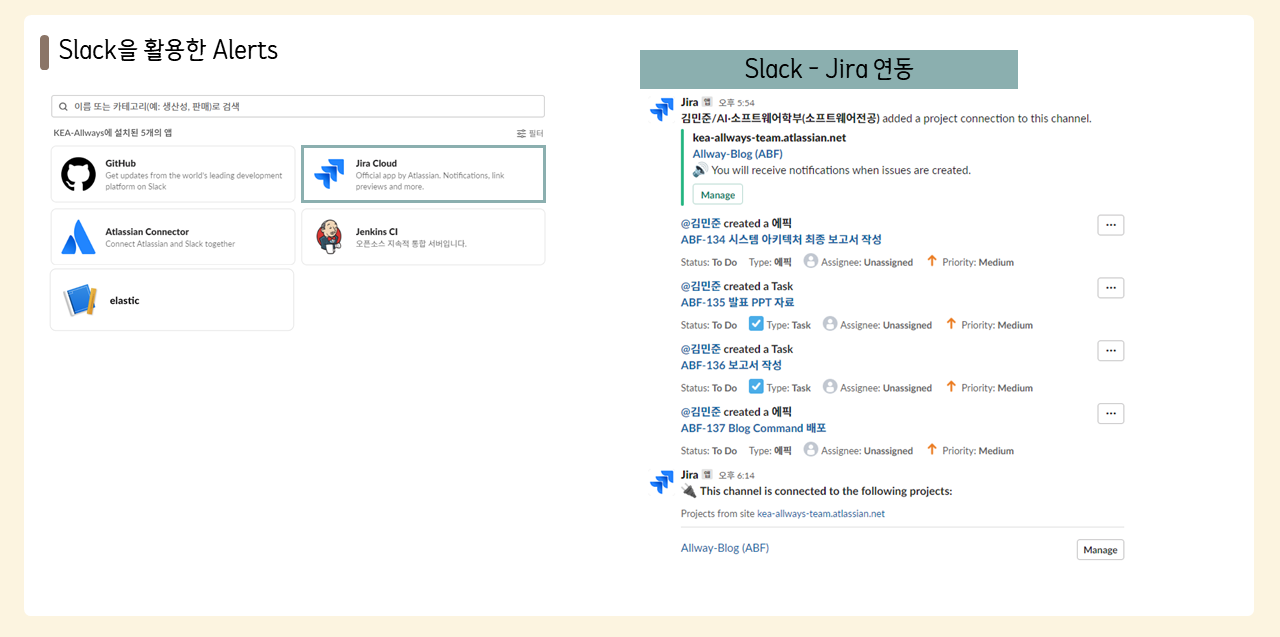 Slack을 활용한 Alerts
이름 또는 카테고리(예: 생산성, 판매)로 검색
KEA-Allways에 설치된 5개의 앱
필터
GitHub
Get updates from the world's leading development
platform on Slack
Jira Cloud
Official app by Atlassian. Notifications, link
previews and more.
Atlassian Connector
Connect Atlassian and Slack together
Jenkins CI
오픈소스 지속적 통합 서버입니다.
elastic
Slack - Jira 연동
Jira 앱 오후 5:54
김민준/AI·소프트웨어학부(소프트웨어전공) added a project connection to this channel.
kea-allways-team.atlassian.net
Allway-Blog (ABF)
You will receive notifications when issues are created.
Manage
@김민준 created a 에픽
ABF-134 시스템 아키텍처 최종 보고서 작성
Status: To Do Type: 에픽 Assignee: Unassigned Priority: Medium
@김민준 created a Task
ABF-135 발표 PPT 자료
Status: To Do Type: Task Assignee: Unassigned Priority: Medium
@김민준 created a Task
ABF-136 보고서 작성
Status: To Do Type: Task Assignee: Unassigned Priority: Medium
@김민준 created a 에픽
ABF-137 Blog Command 배포
Status: To Do Type: 에픽 Assignee: Unassigned Priority: Medium
Jira 앱 오후 6:14
This channel is connected to the following projects:
Projects from site kea-allways-team.atlassian.net
Allway-Blog (ABF)
Manage